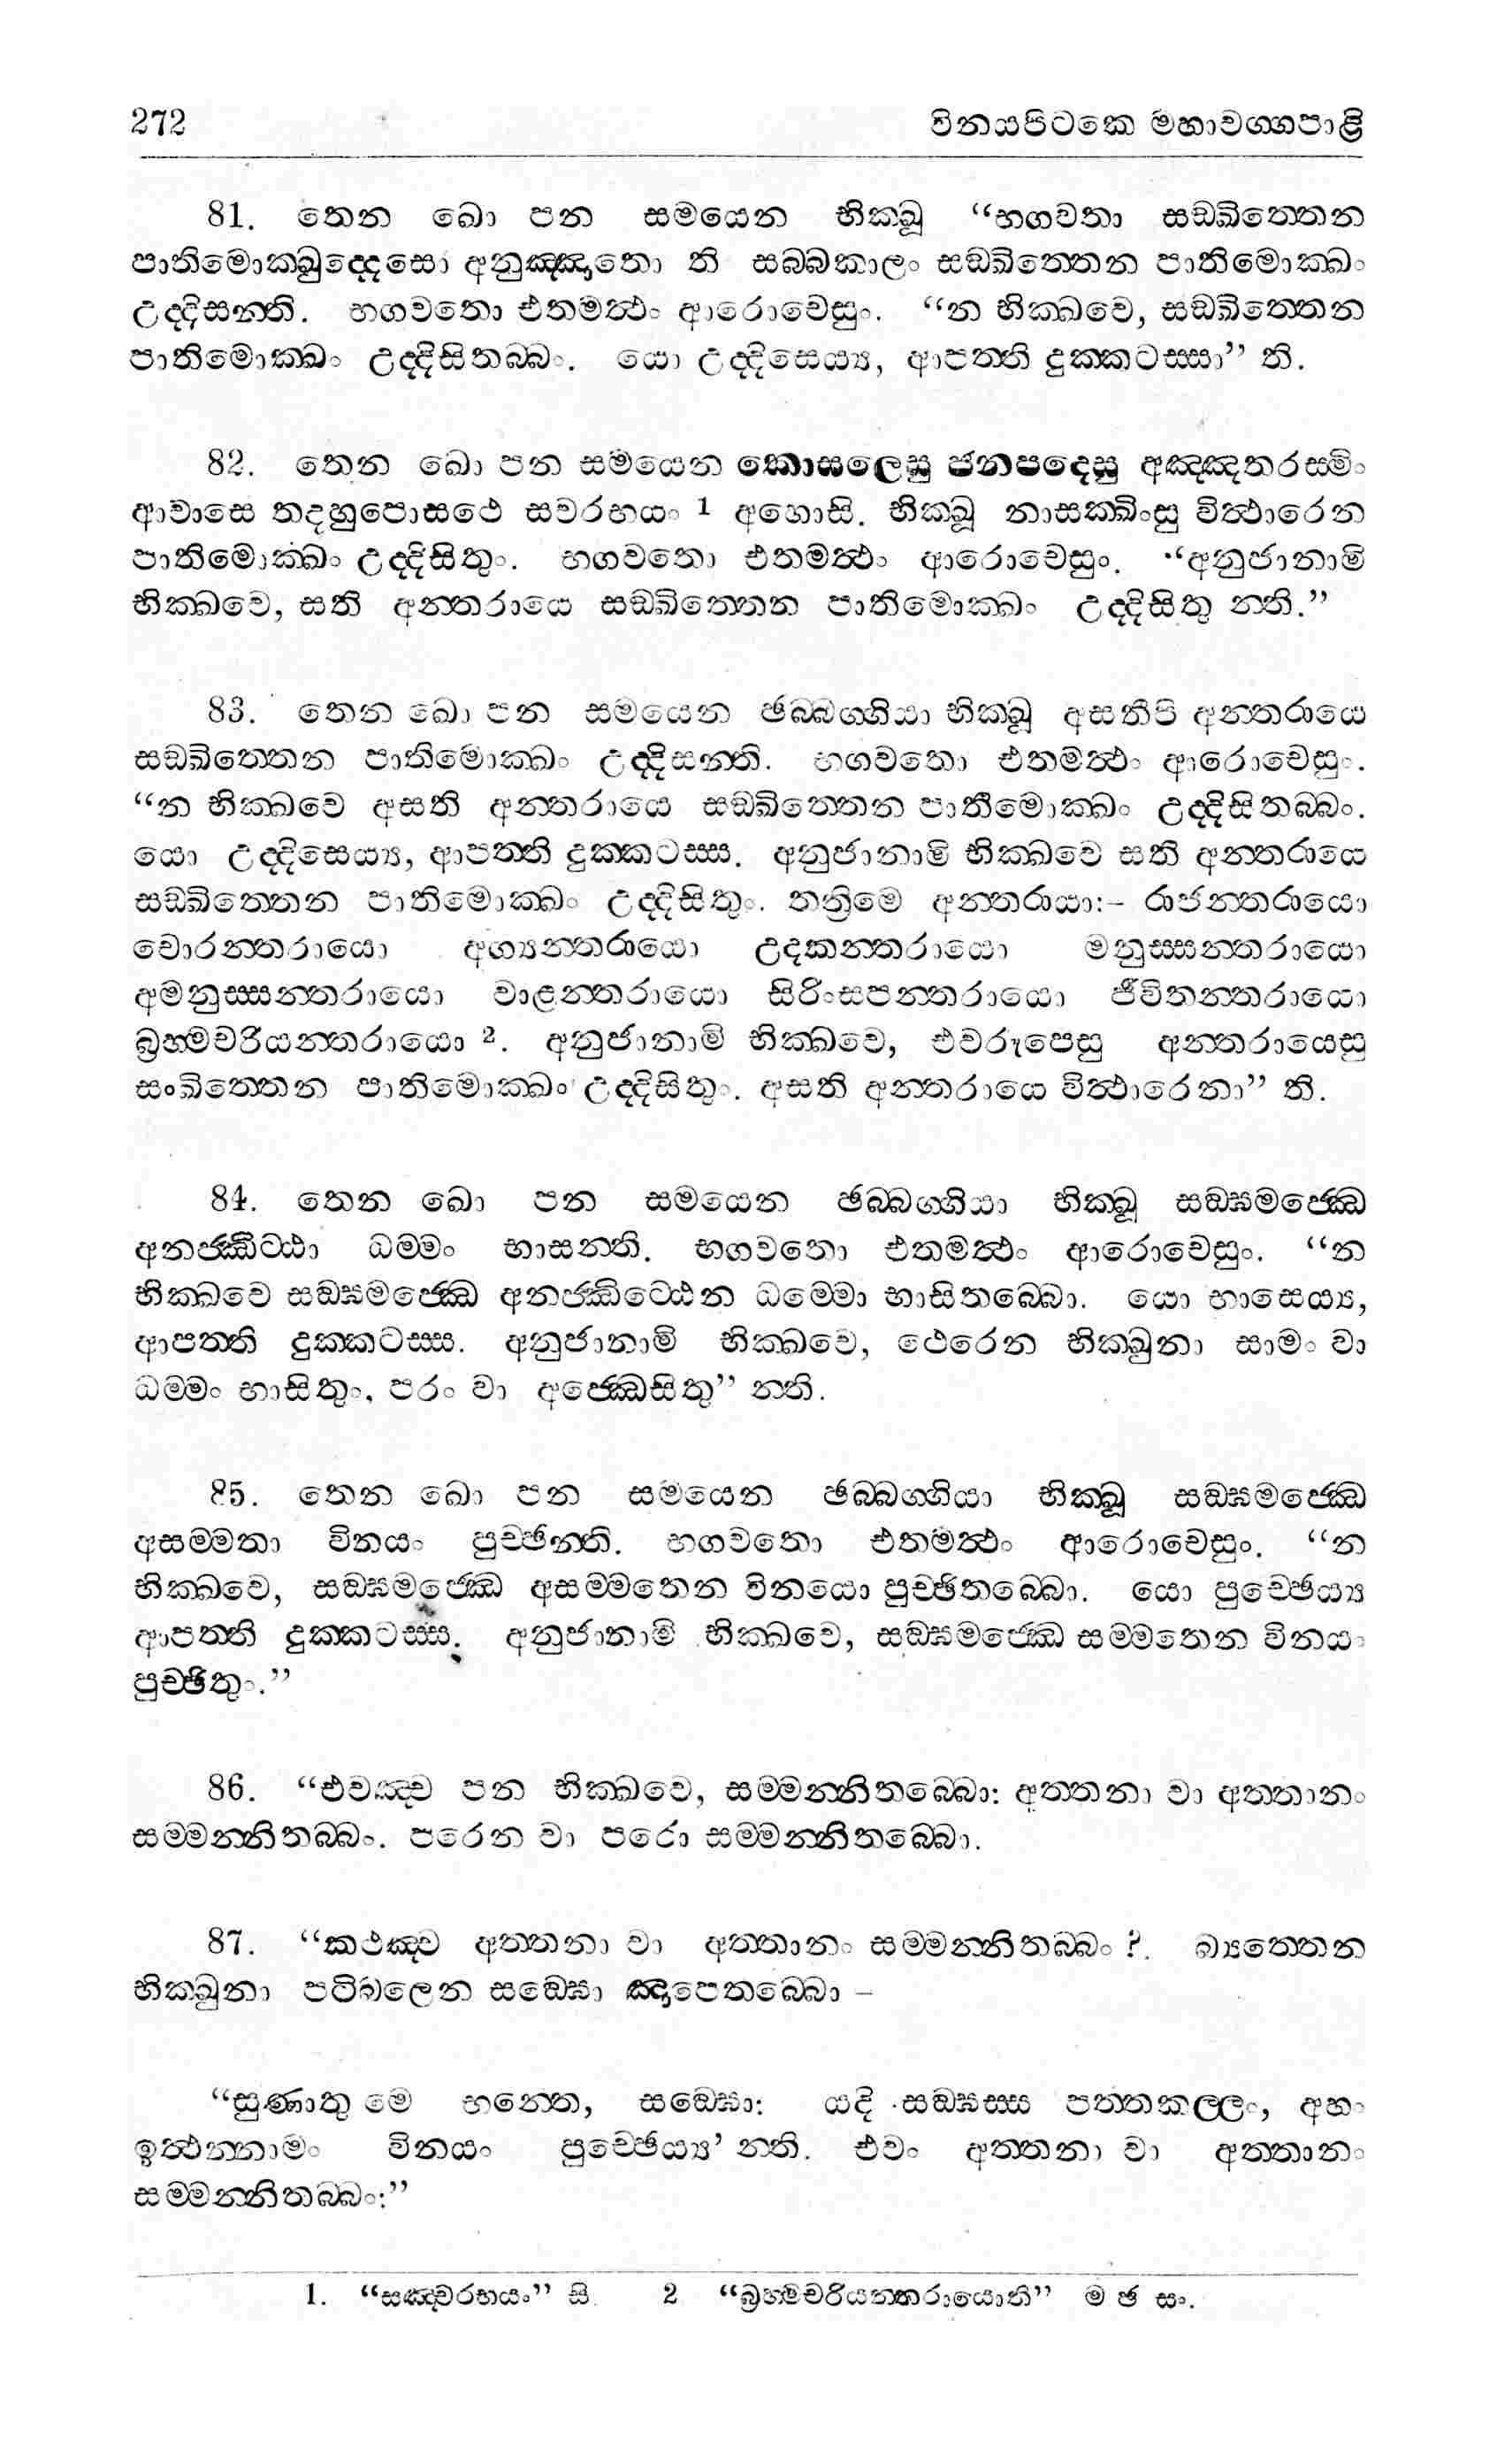 272 විනයපිටකෙ මහාවග්ගපාළි
81. තෙන ඛො පන සමයෙන භික්ඛූ “භගවතා සඞ්ඛිත්තෙන
පාතිමොක්ඛුද්දෙසො අනුඤ්ඤාතො ති සබ්බකාලං සඞ්ඛිත්තෙන පාතිමොක්ඛං
උද්දිසන්ති. භගවතො එතමත්ථං ආරොචෙසුං. “න භික්ඛවෙ, සඞ්ඛිත්තෙන
පාතිමොක්ඛං උද්දිසිතබ්බං. යො උද්දිසෙය්‍ය, ආපත්ති දුක්කටස්සා” ති.
82. තෙන ඛො පන සමයෙන කොසලෙසු ජනපදෙසු අඤ්ඤතරස්මිං
ආවාසෙ තදහුපොසථෙ සවරභයං 1 අහොසි. භික්ඛූ නාසක්ඛිංසු විත්ථාරෙන
පාතිමොක්ඛං උද්දිසිතුං. භගවතො එතමත්ථං ආරොචෙසුං. “අනුජානාමි
භික්ඛවෙ, සති අන්තරායෙ සඞ්ඛිත්තෙන පාතිමොක්ඛං උද්දිසිතු න්ති.”
83. තෙන ඛො පන සමයෙන ඡබ්බග්ගියා භික්ඛූ අසතිපි අන්තරායෙ
සඞ්ඛිත්තෙන පාතිමොක්ඛං උද්දිසන්ති. භගවතො එතමත්ථං ආරොචෙසුං.
“න භික්ඛවෙ අසති අන්තරායෙ සඞ්ඛිත්තෙන පාතිමොක්ඛං උද්දිසිතබ්බං.
යො උද්දිසෙය්‍ය, ආපත්ති දුක්කටස්ස. අනුජානාමි භික්ඛවෙ සති අන්තරායෙ
සඞ්ඛිත්තෙන පාතිමොක්ඛං උද්දිසිතුං. තත්‍රිමෙ අන්තරායා:- රාජන්තරායො
චොරන්තරායො අග්‍යන්තරායො උදකන්තරායො මනුස්සන්තරායො
අමනුස්සන්තරායො වාළන්තරායො සිරිංසපන්තරායො ජීවිතන්තරායො
බ්‍රහ්මචරියන්තරායො 2. අනුජානාමි භික්ඛවෙ, එවරූපෙසු අන්තරායෙසු
සංඛිත්තෙන පාතිමොක්ඛං උද්දිසිතුං. අසති අන්තරායෙ විත්ථාරෙනා” ති.
84. තෙන ඛො පන සමයෙන ඡබ්බග්ගියා භික්ඛූ සඞ්ඝමජ්ඣෙ
අනජ්ඣිට්ඨා ධම්මං භාසන්ති. භගවතො එතමත්ථං ආරොචෙසුං. “න
භික්ඛවෙ සඞ්ඝමජ්ඣෙ අනජ්ඣිට්ඨෙන ධම්මො භාසිතබ්බො. යො භාසෙය්‍ය,
ආපත්ති දුක්කටස්ස. අනුජානාමි භික්ඛවෙ, ථෙරෙන භික්ඛුනා සාමං වා
ධම්මං භාසිතුං, පරං වා අජ්ඣෙසිතු” න්ති.
85. තෙන ඛො පන සමයෙන ඡබ්බග්ගියා භික්ඛූ සඞ්ඝමජ්ඣෙ
අසම්මතා විනයං පුච්ඡන්ති. භගවතො එතමත්ථං ආරොචෙසුං. “න
භික්ඛවෙ, සඞ්ඝමජ්ඣෙ අසම්මතෙන විනයො පුච්ඡිතබ්බො. යො පුච්ඡෙය්‍ය
ආපත්ති දුක්කටස්ස. අනුජානාමි භික්ඛවෙ, සඞ්ඝමජ්ඣෙ සම්මතෙන විනයං
පුච්ඡිතුං.”
86. “එවඤ්ච පන භික්ඛවෙ, සම්මන්නිතබ්බො: අත්තනා වා අත්තානං
සම්මන්නිතබ්බං. පරෙන වා පරො සම්මන්නිතබ්බො.
87. “කථඤ්ච අත්තනා වා අත්තානං සම්මන්නිතබ්බං ?. බ්‍යත්තෙන
භික්ඛුනා පටිබලෙන සඞ්ඝො ඤාපෙතබ්බො –
“සුණාතු මෙ භන්තෙ, සඞ්ඝො: යදි සඞ්ඝස්ස පත්තකල්ලං, අහං
ඉත්ථන්නාමං විනයං පුච්ඡෙය්‍ය’ න්ති. එවං අත්තනා වා අත්තානං
සම්මන්නිතබ්බං:”
1. “සඤ්චරභයං” සි. 2 “බ්‍රහ්මචරියන්තරායොති” ම ඡ සං.